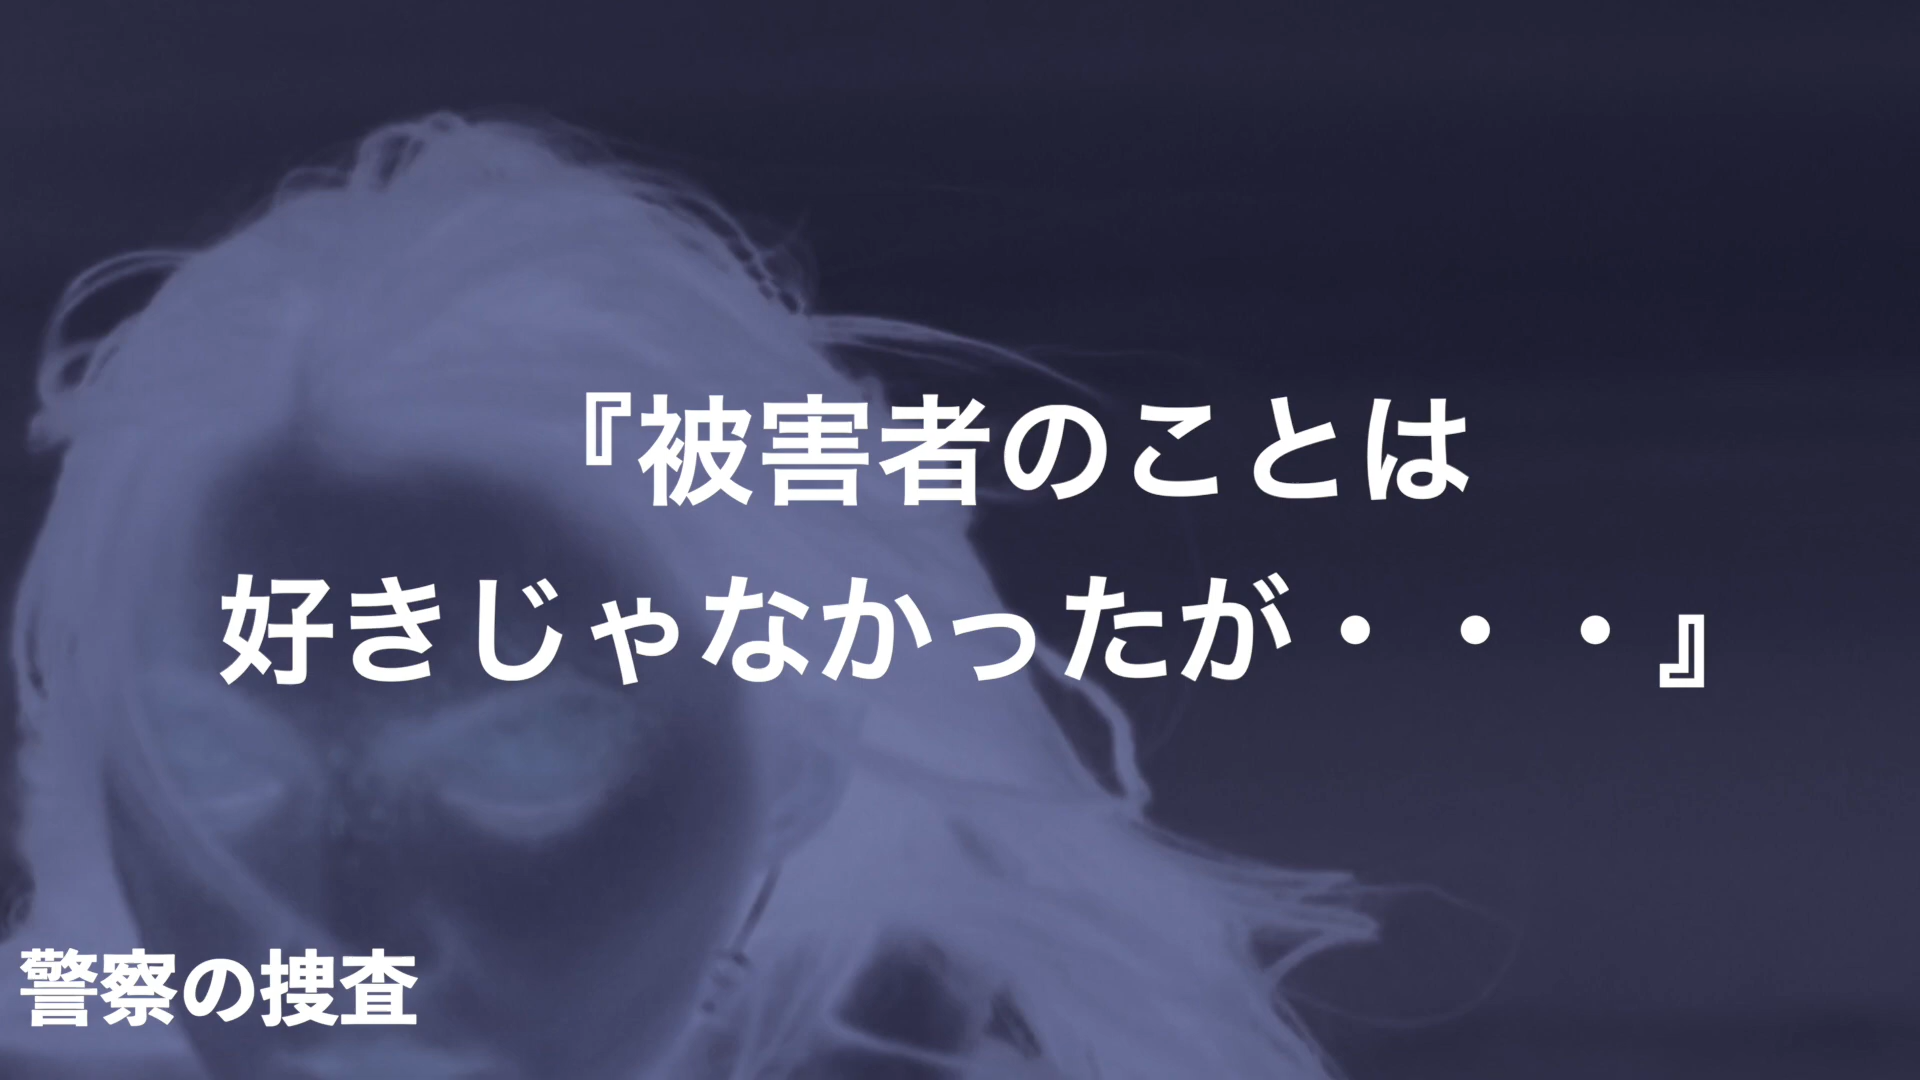 『被害者のことは
好きじゃなかったが・・・』
警察の捜査